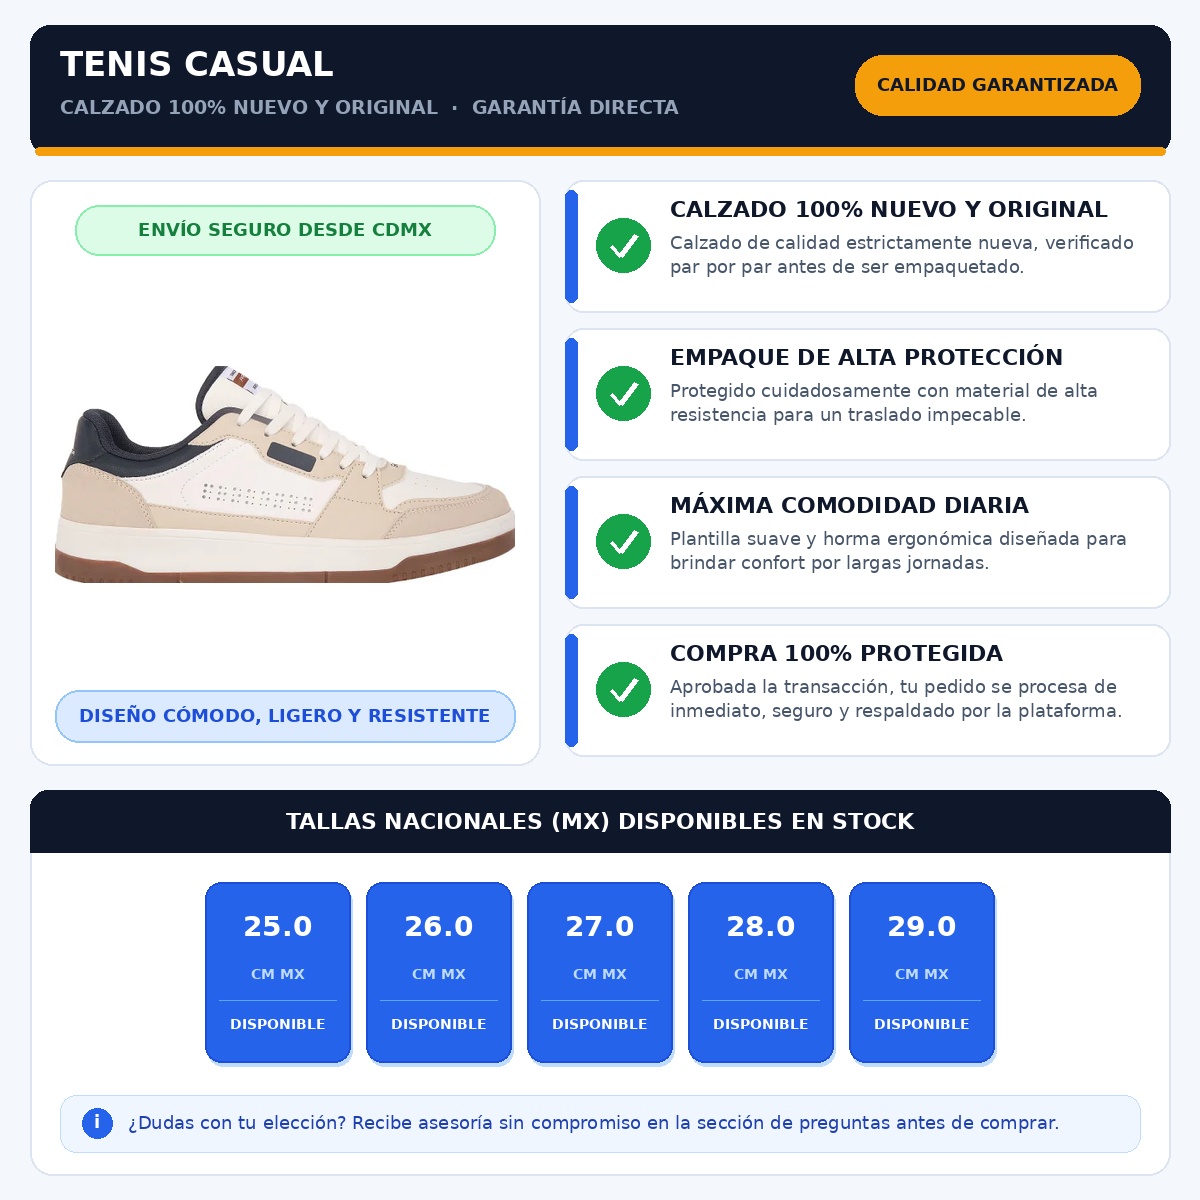 TENIS CASUAL
CALZADO 100% NUEVO Y ORIGINAL · GARANTÍA DIRECTA
CALIDAD GARANTIZADA
ENVÍO SEGURO DESDE CDMX
DISEÑO CÓMODO, LIGERO Y RESISTENTE
CALZADO 100% NUEVO Y ORIGINAL
Calzado de calidad estrictamente nueva, verificado
par por par antes de ser empaquetado.
EMPAQUE DE ALTA PROTECCIÓN
Protegido cuidadosamente con material de alta
resistencia para un traslado impecable.
MÁXIMA COMODIDAD DIARIA
Plantilla suave y horma ergonómica diseñada para
brindar confort por largas jornadas.
COMPRA 100% PROTEGIDA
Aprobada la transacción, tu pedido se procesa de
inmediato, seguro y respaldado por la plataforma.
TALLAS NACIONALES (MX) DISPONIBLES EN STOCK
25.0
CM MX
DISPONIBLE
26.0
CM MX
DISPONIBLE
27.0
CM MX
DISPONIBLE
28.0
CM MX
DISPONIBLE
29.0
CM MX
DISPONIBLE
i ¿Dudas con tu elección? Recibe asesoría sin compromiso en la sección de preguntas antes de comprar.